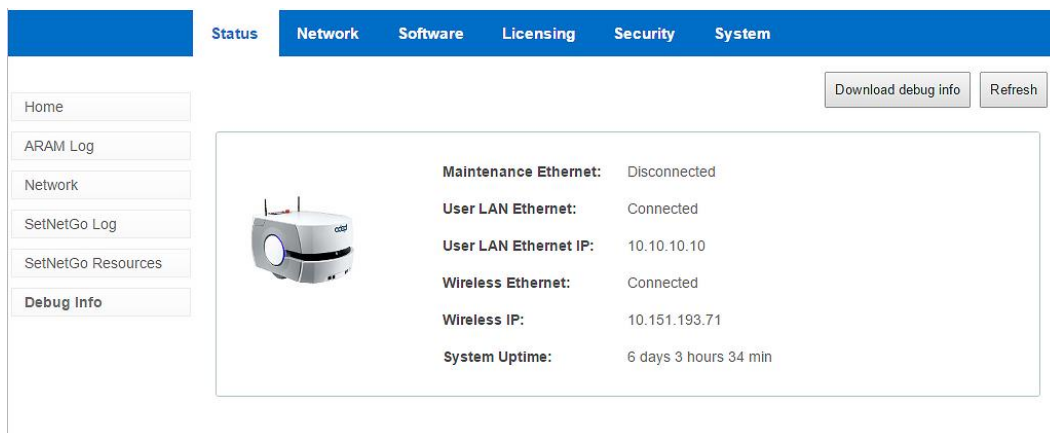 Status Network Software Licensing Security System
Download debug info Refresh
Home
ARAM Log
Network
SetNetGo Log
SetNetGo Resources
Debug Info
adept
Maintenance Ethernet: Disconnected
User LAN Ethernet: Connected
User LAN Ethernet IP: 10.10.10.10
Wireless Ethernet: Connected
Wireless IP: 10.151.193.71
System Uptime: 6 days 3 hours 34 min